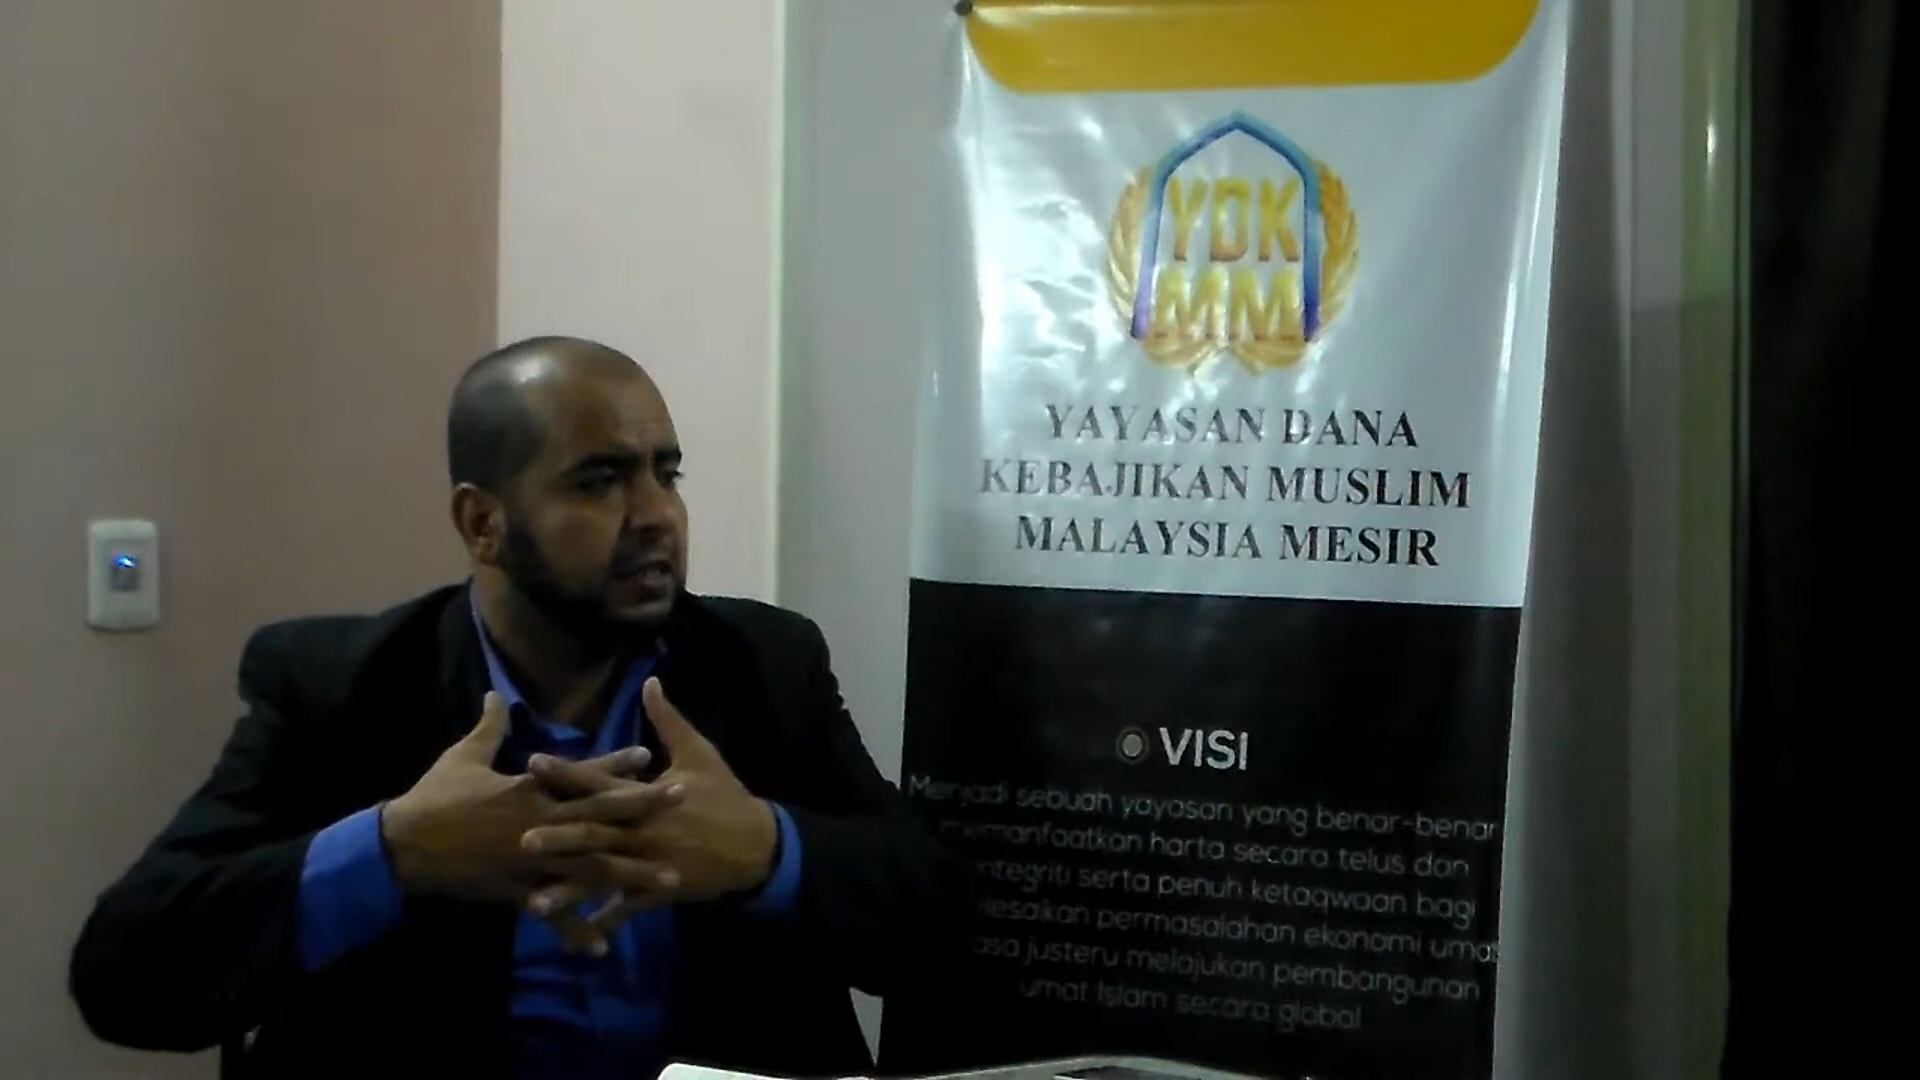 YDK
MM
YAYASAN DANA
KEBAJIKAN MUSLIM
MALAYSIA MESIR
VISI
Menjadi sebuah yayasan yang benar-benar
memanfaatkan harta secara telus dan
integriti serta penuh ketaqwaan bagi
permasalahan ekonomi
justeru melajukan pembangunan
umat Islam secara global